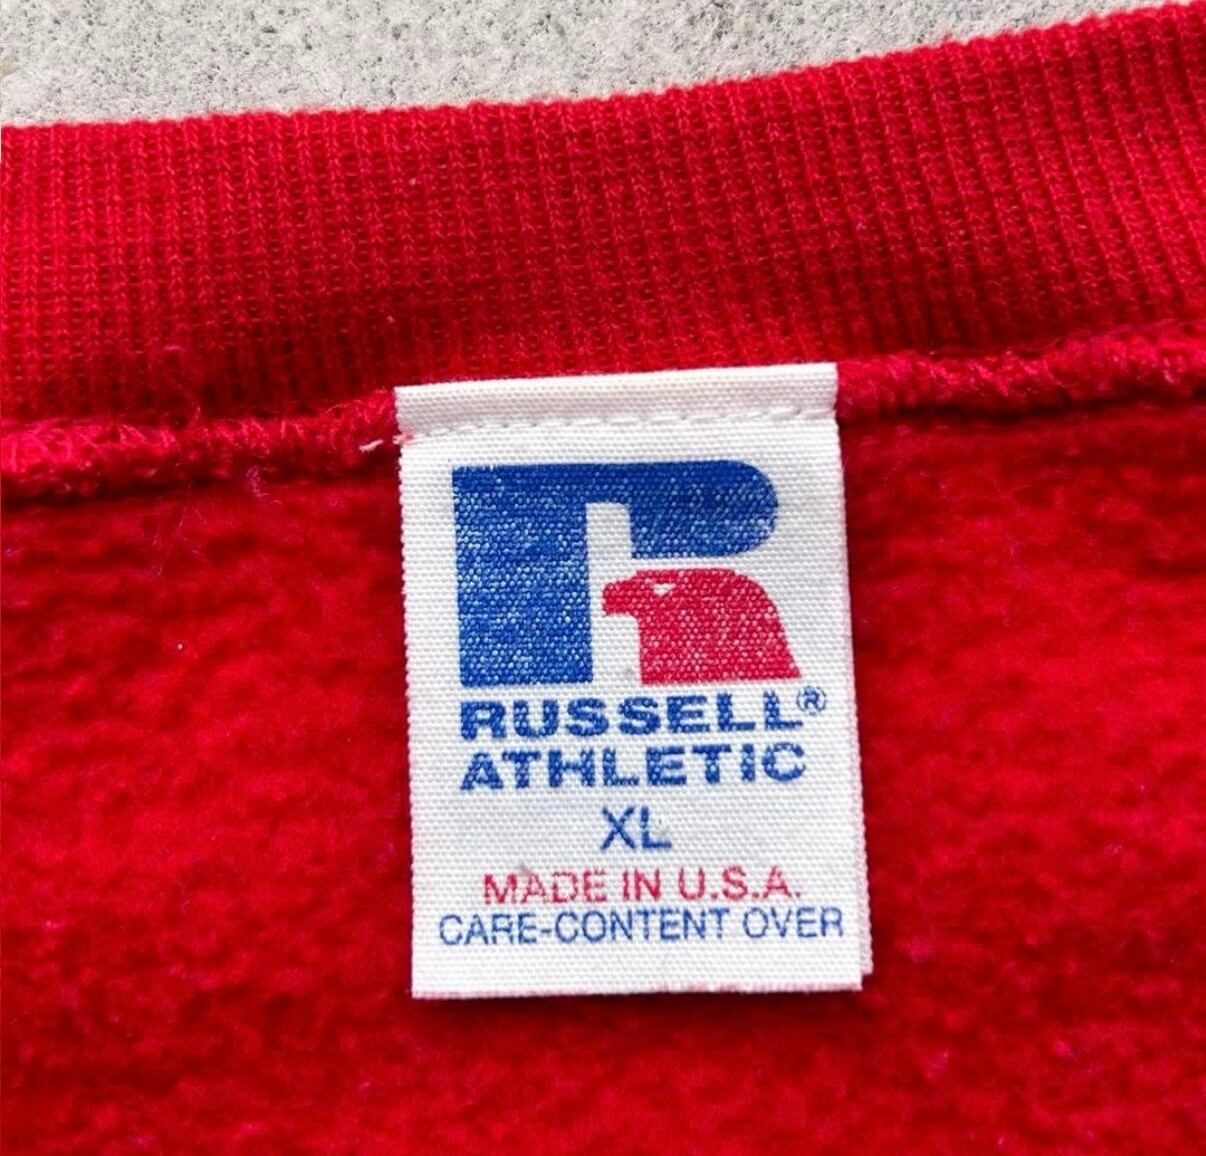 RUSSELL®
ATHLETIC
XL
MADE IN U.S.A.
CARE-CONTENT OVER